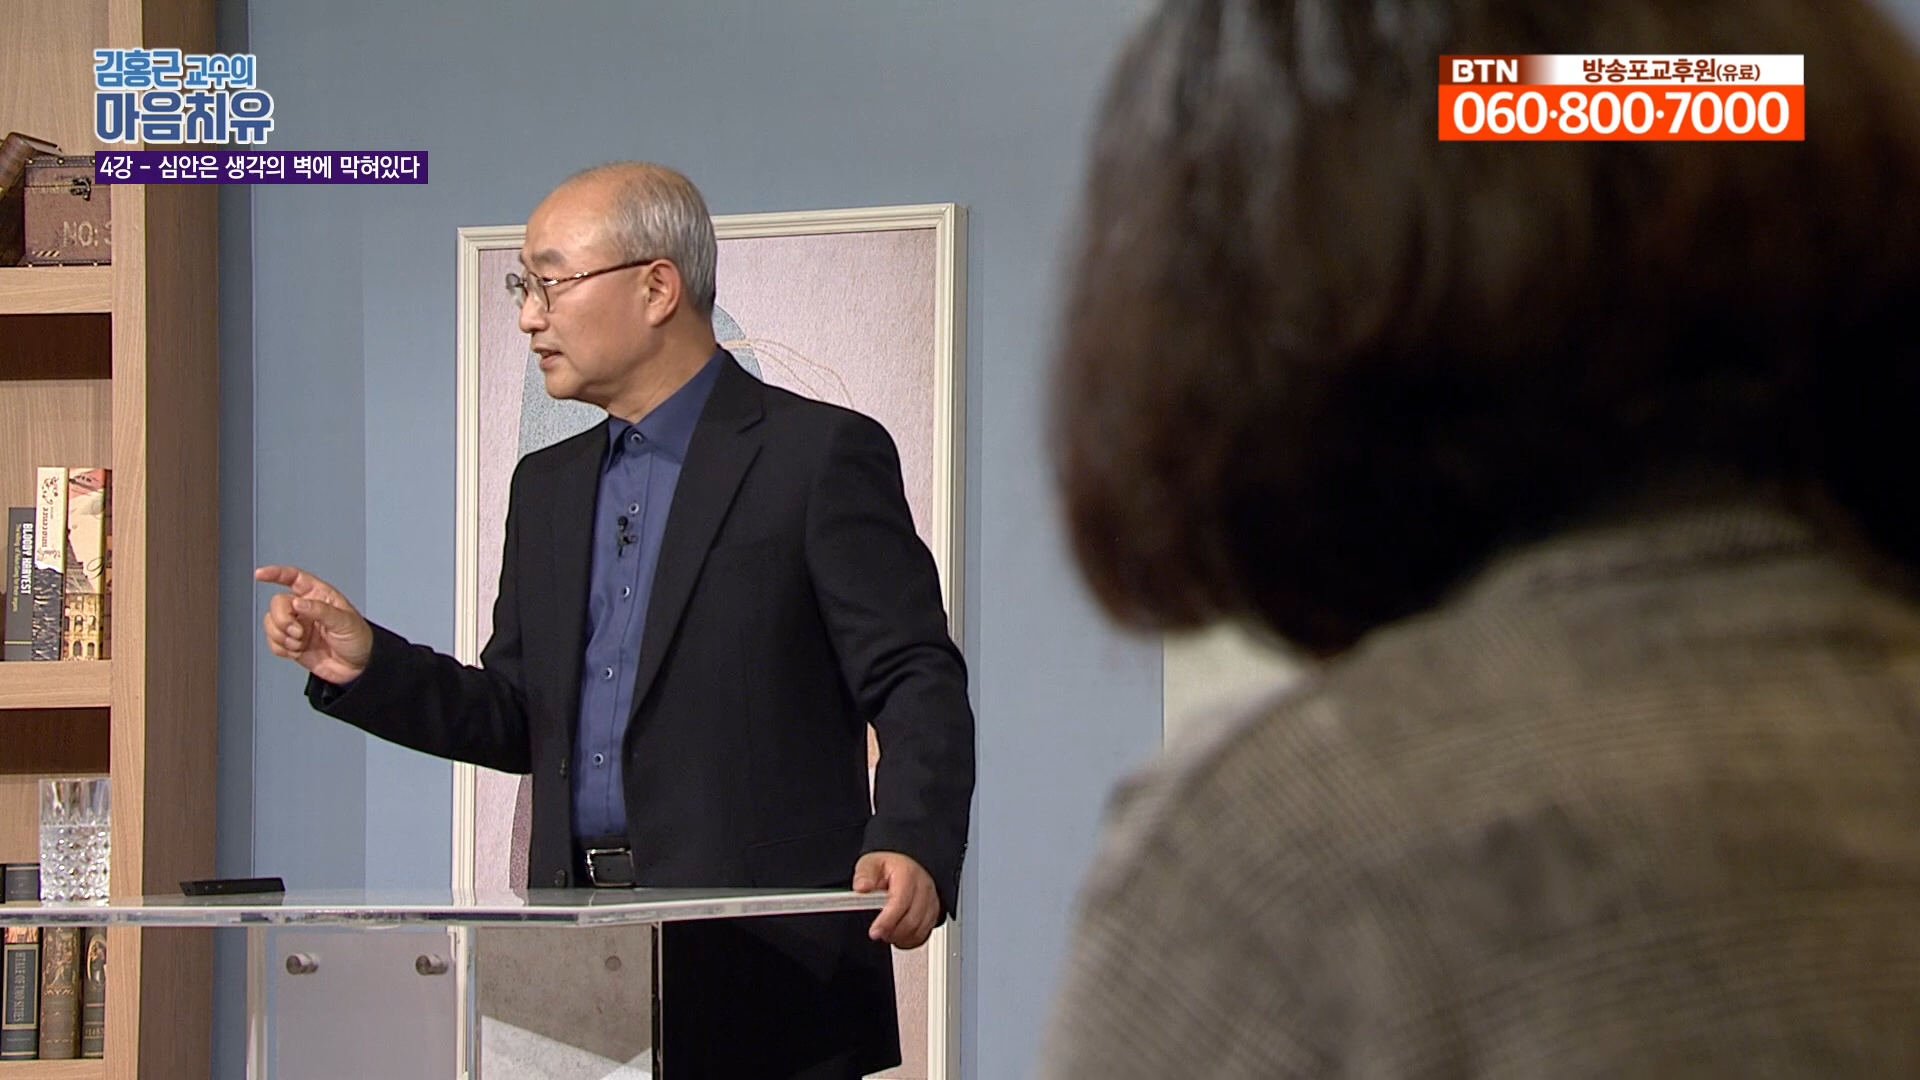 김홍근 교수의
마음치유
4강 - 심안은 생각의 벽에 막혀있다
BTN 방송포교후원(유료)
060·800·7000
NO:3
BLOODY HARVEST